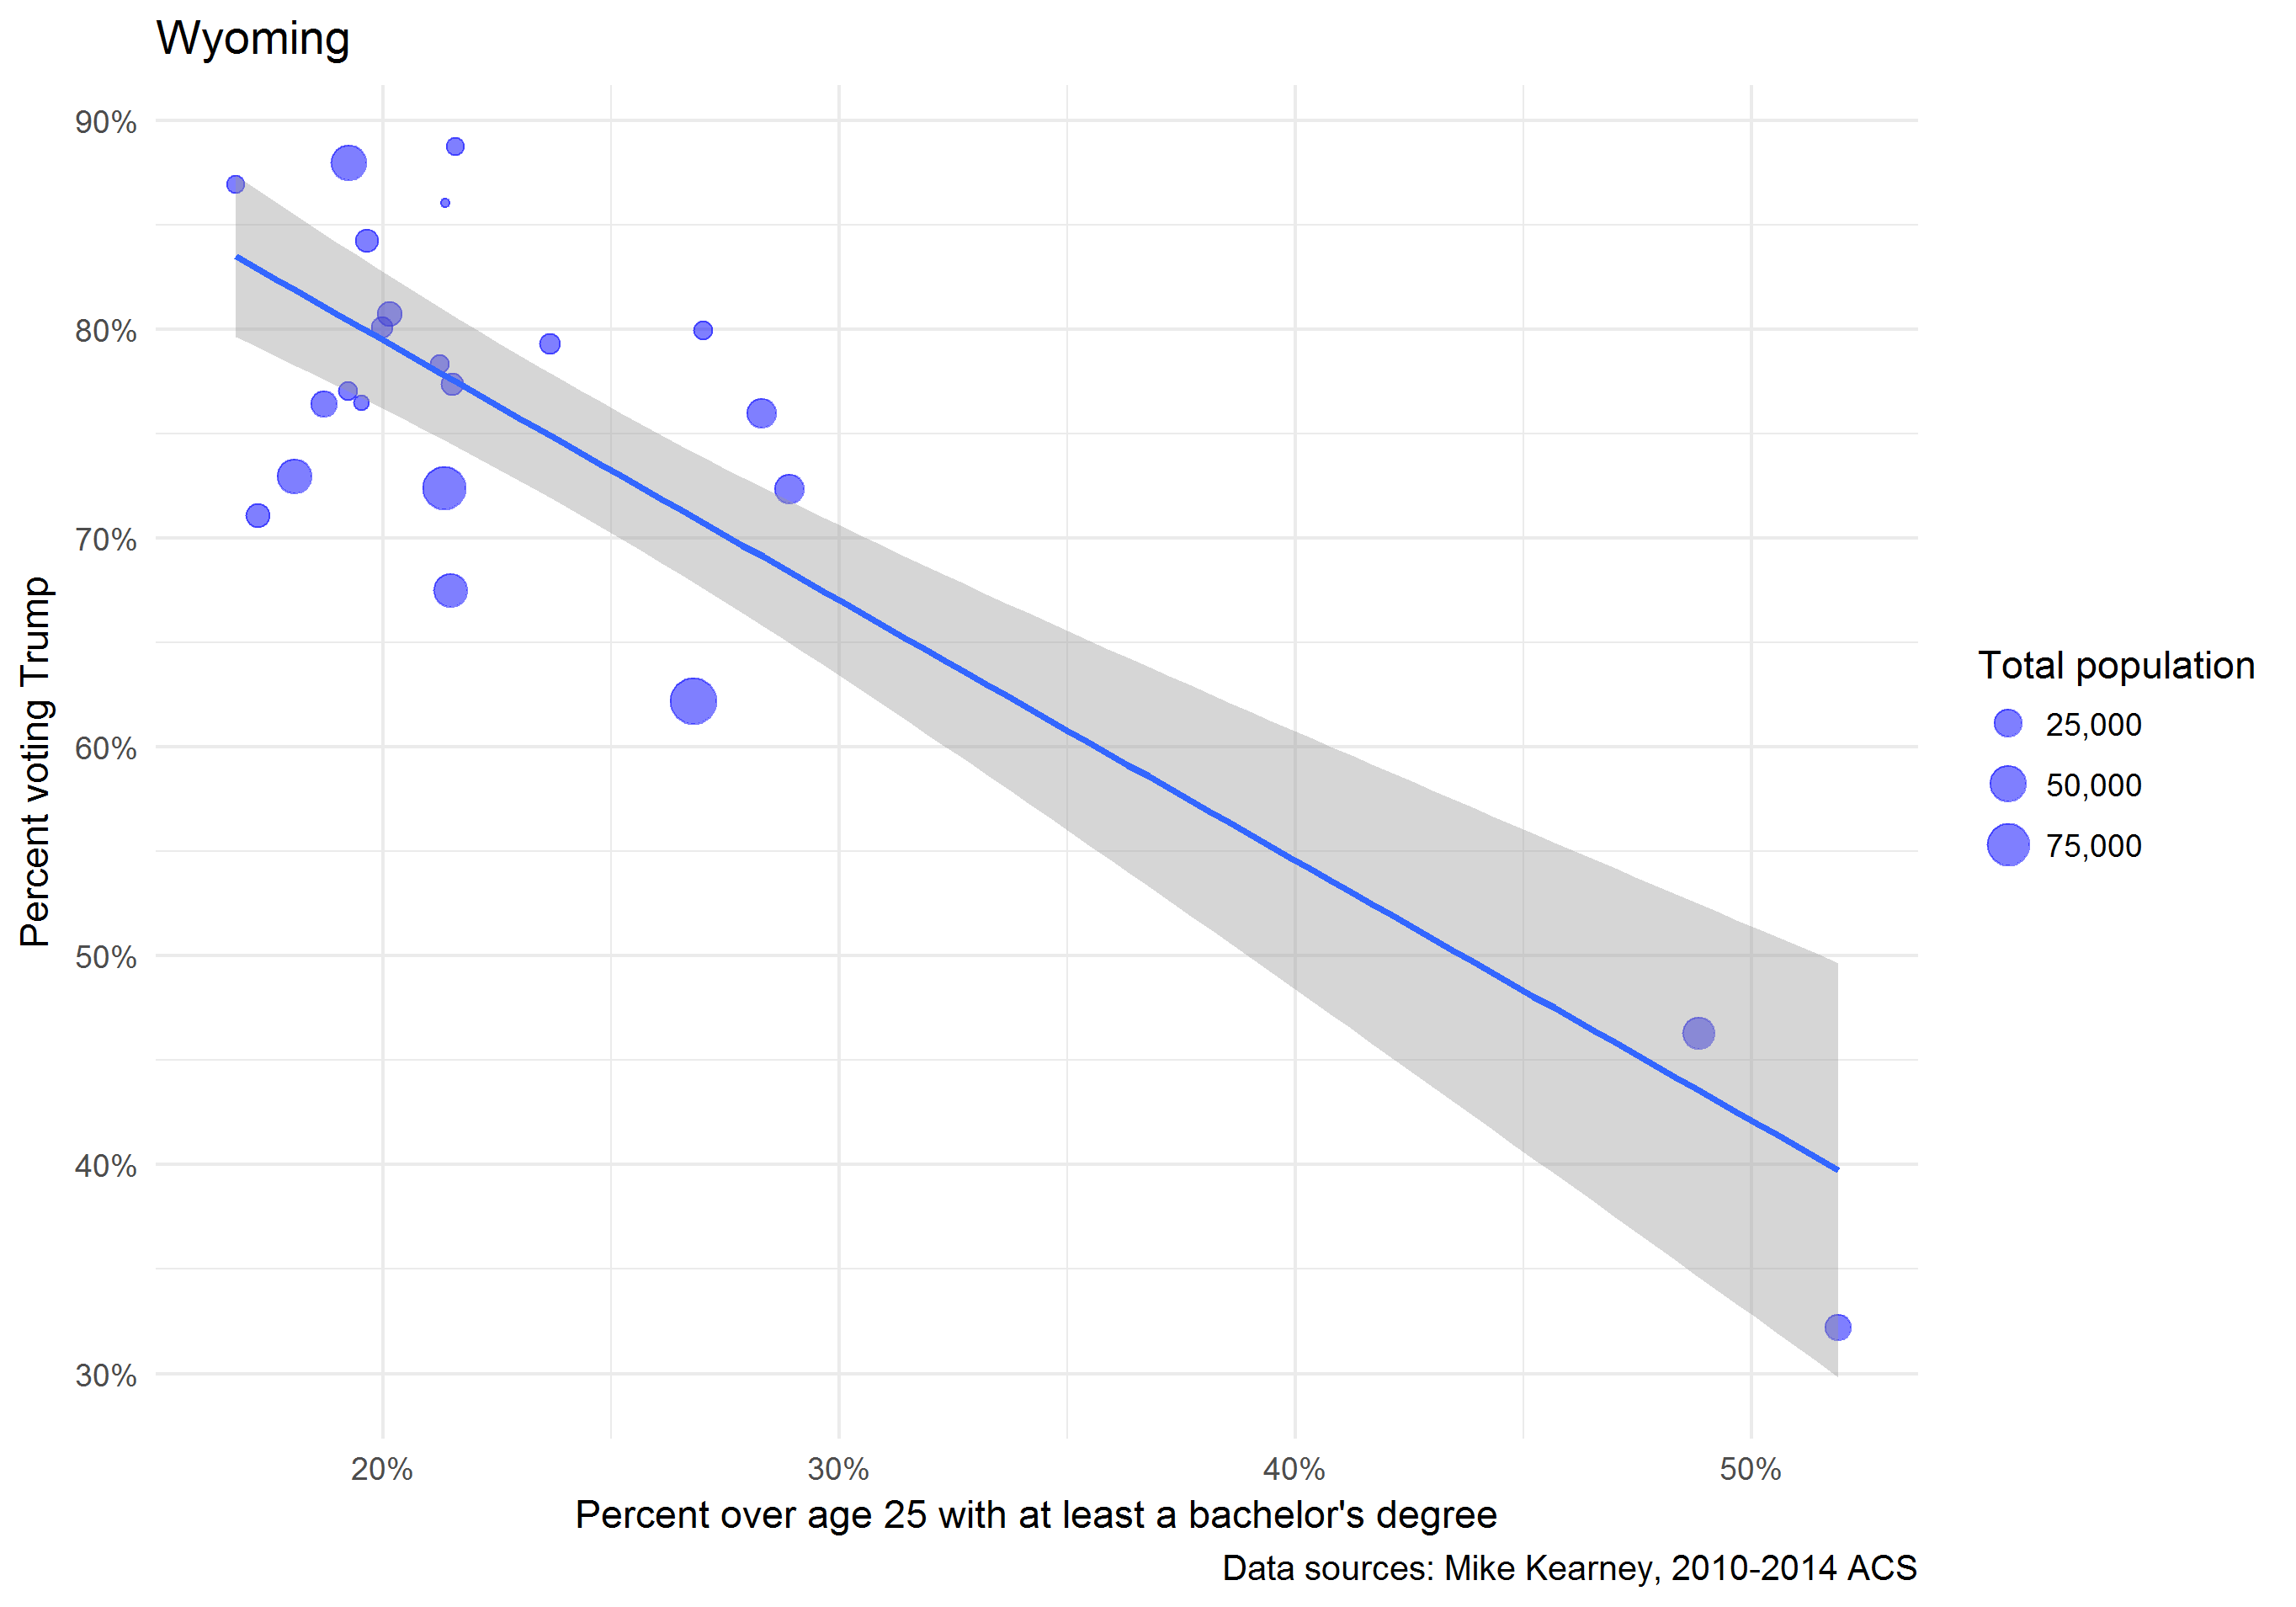 Wyoming
90%
80%
70%
60%
50%
40%
30%
Percent voting Trump
20%
30%
40%
50%
Percent over age 25 with at least a bachelor's degree
Total population
25,000
50,000
75,000
Data sources: Mike Kearney, 2010-2014 ACS